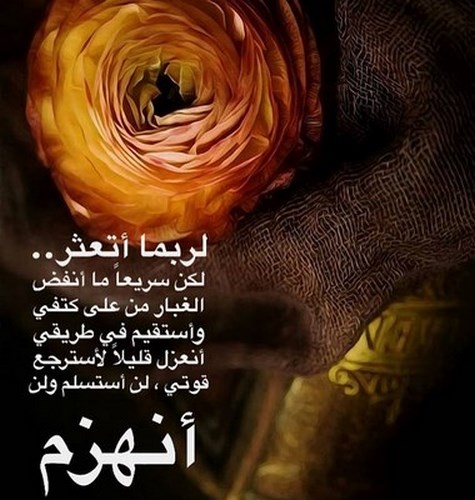 لربما أتعثر..
لكن سريعاً ما أنفض
الغبار من على كتفي
وأستقيم في طريقي
أنعزل قليلاً لأسترجع
قوتي ، لن أستسلم ولن
أنهزم